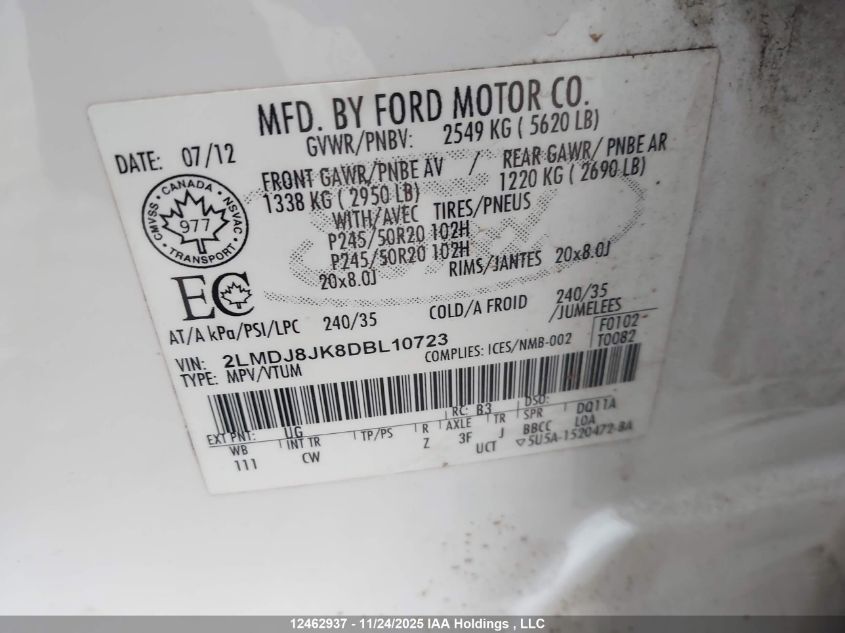 MFD. BY FORD MOTOR CO.
DATE: 07/12 GVWR/PNBV: 2549 KG ( 5620 LB)
FRONT GAWR/PNBE AV / REAR GAWR/ PNBE AR
1338 KG ( 2950 LB) 1220 KG ( 2690 LB)
WITH/AVEC TIRES/PNEUS
P245/50R20 102H
P245/50R20 102H
20x8.0J RIMS/JANTES 20x8.0J
CANADA
CMVSS NSVAC
977
TRANSPORT
EC
AT/A kPa/PSI/LPC 240/35 COLD/A FROID 240/35
/JUMELEES
VIN: 2LMDJ8JK8DBL10723 COMPLIES: ICES/NMB-002 F0102
TYPE: MPV/VTUM T0082
EXT PNT: UG RC: B3 DSO: DQ11A
WB INT TR TP/PS R AXLE TR SPR LOA
111 CW Z 3F J BBCC
UCT ▽5U5A-1520472-BA
12462937 - 11/24/2025 IAA Holdings , LLC